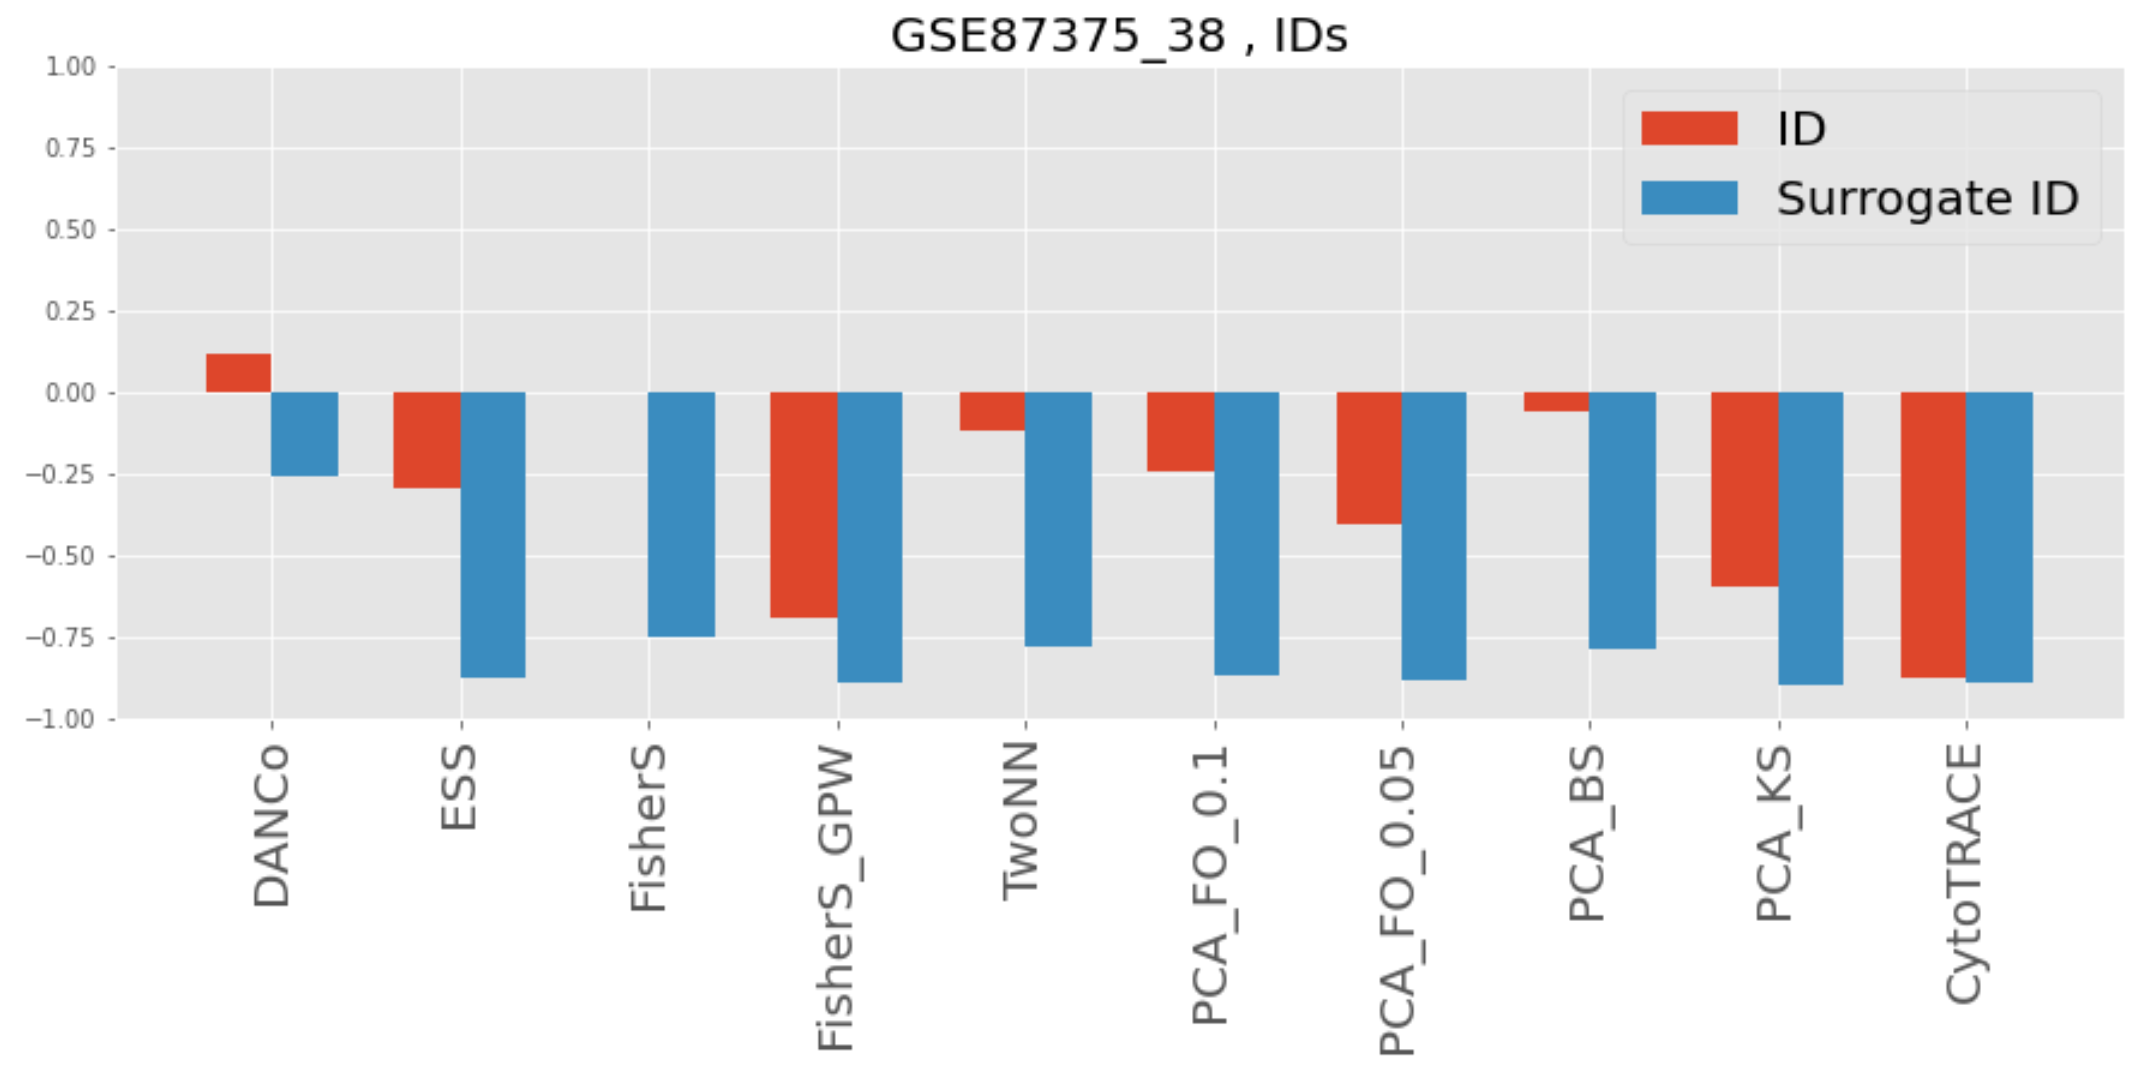 GSE87375_38 , IDs
1.00
0.75
0.50
0.25
0.00
−0.25
−0.50
−0.75
−1.00
ID
Surrogate ID
DANCo
ESS
FisherS
FisherS_GPW
TwoNN
PCA_FO_0.1
PCA_FO_0.05
PCA_BS
PCA_KS
CytoTRACE